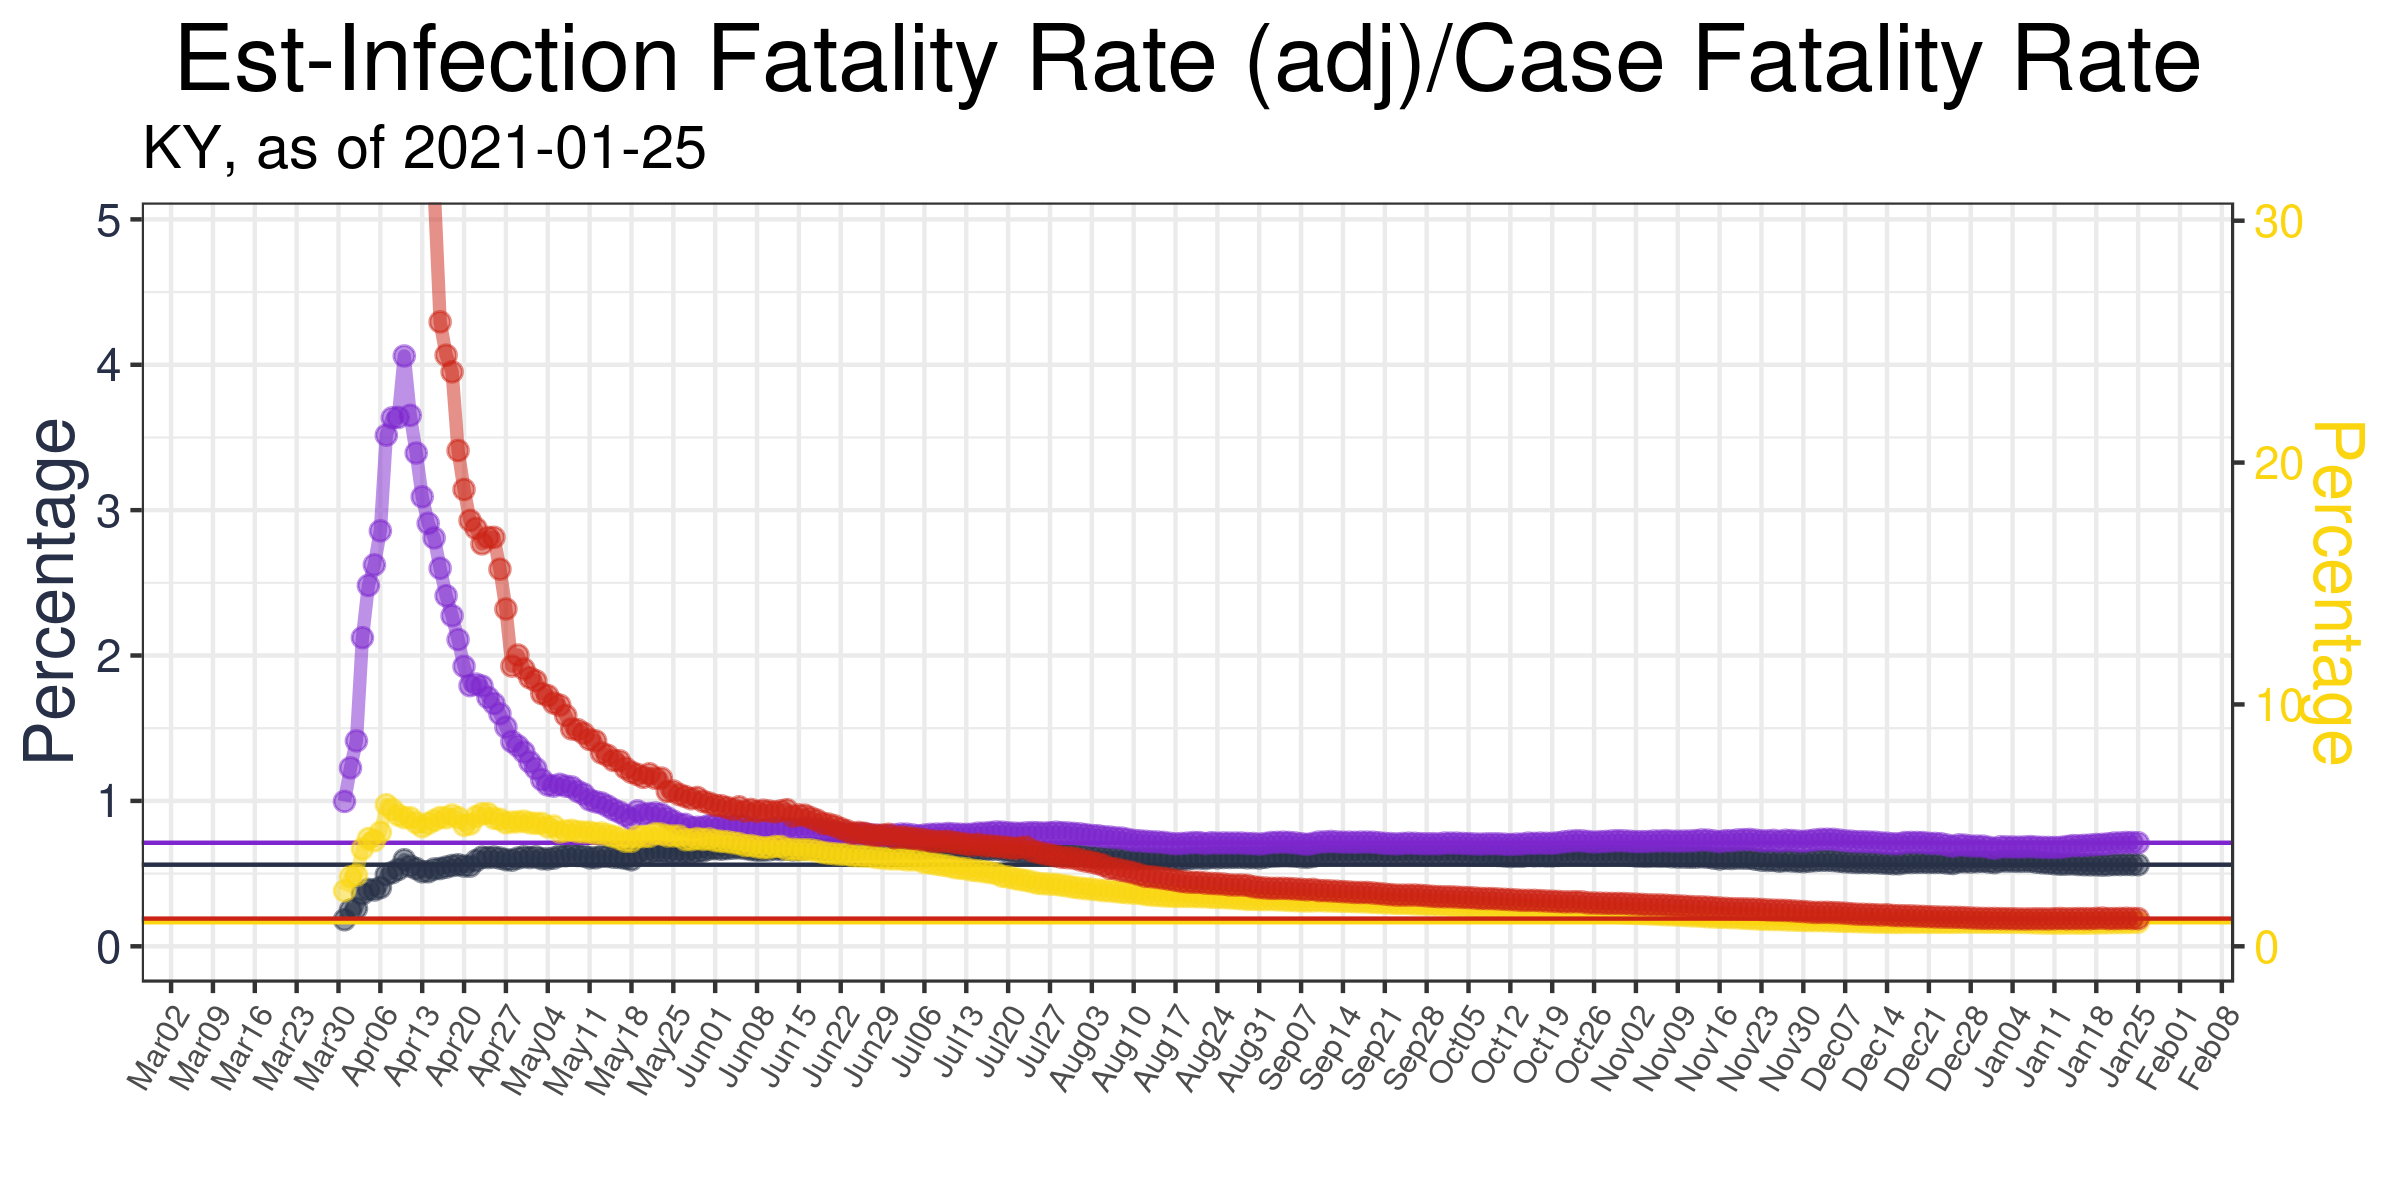 Est-Infection Fatality Rate (adj)/Case Fatality Rate
KY, as of 2021-01-25
Percentage
5
4
3
2
1
0
30
20
10
0
Percentage
Mar02
Mar09
Mar16
Mar23
Mar30
Apr06
Apr13
Apr20
Apr27
May04
May11
May18
May25
Jun01
Jun08
Jun15
Jun22
Jun29
Jul06
Jul13
Jul20
Jul27
Aug03
Aug10
Aug17
Aug24
Aug31
Sep07
Sep14
Sep21
Sep28
Oct05
Oct12
Oct19
Oct26
Nov02
Nov09
Nov16
Nov23
Nov30
Dec07
Dec14
Dec21
Dec28
Jan04
Jan11
Jan18
Jan25
Feb01
Feb08